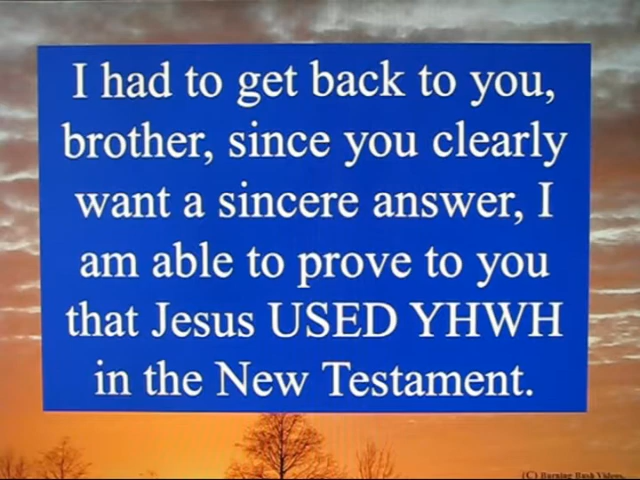 I had to get back to you,
brother, since you clearly
want a sincere answer, I
am able to prove to you
that Jesus USED YHWH
in the New Testament.
(C) Burning Bush Videos.